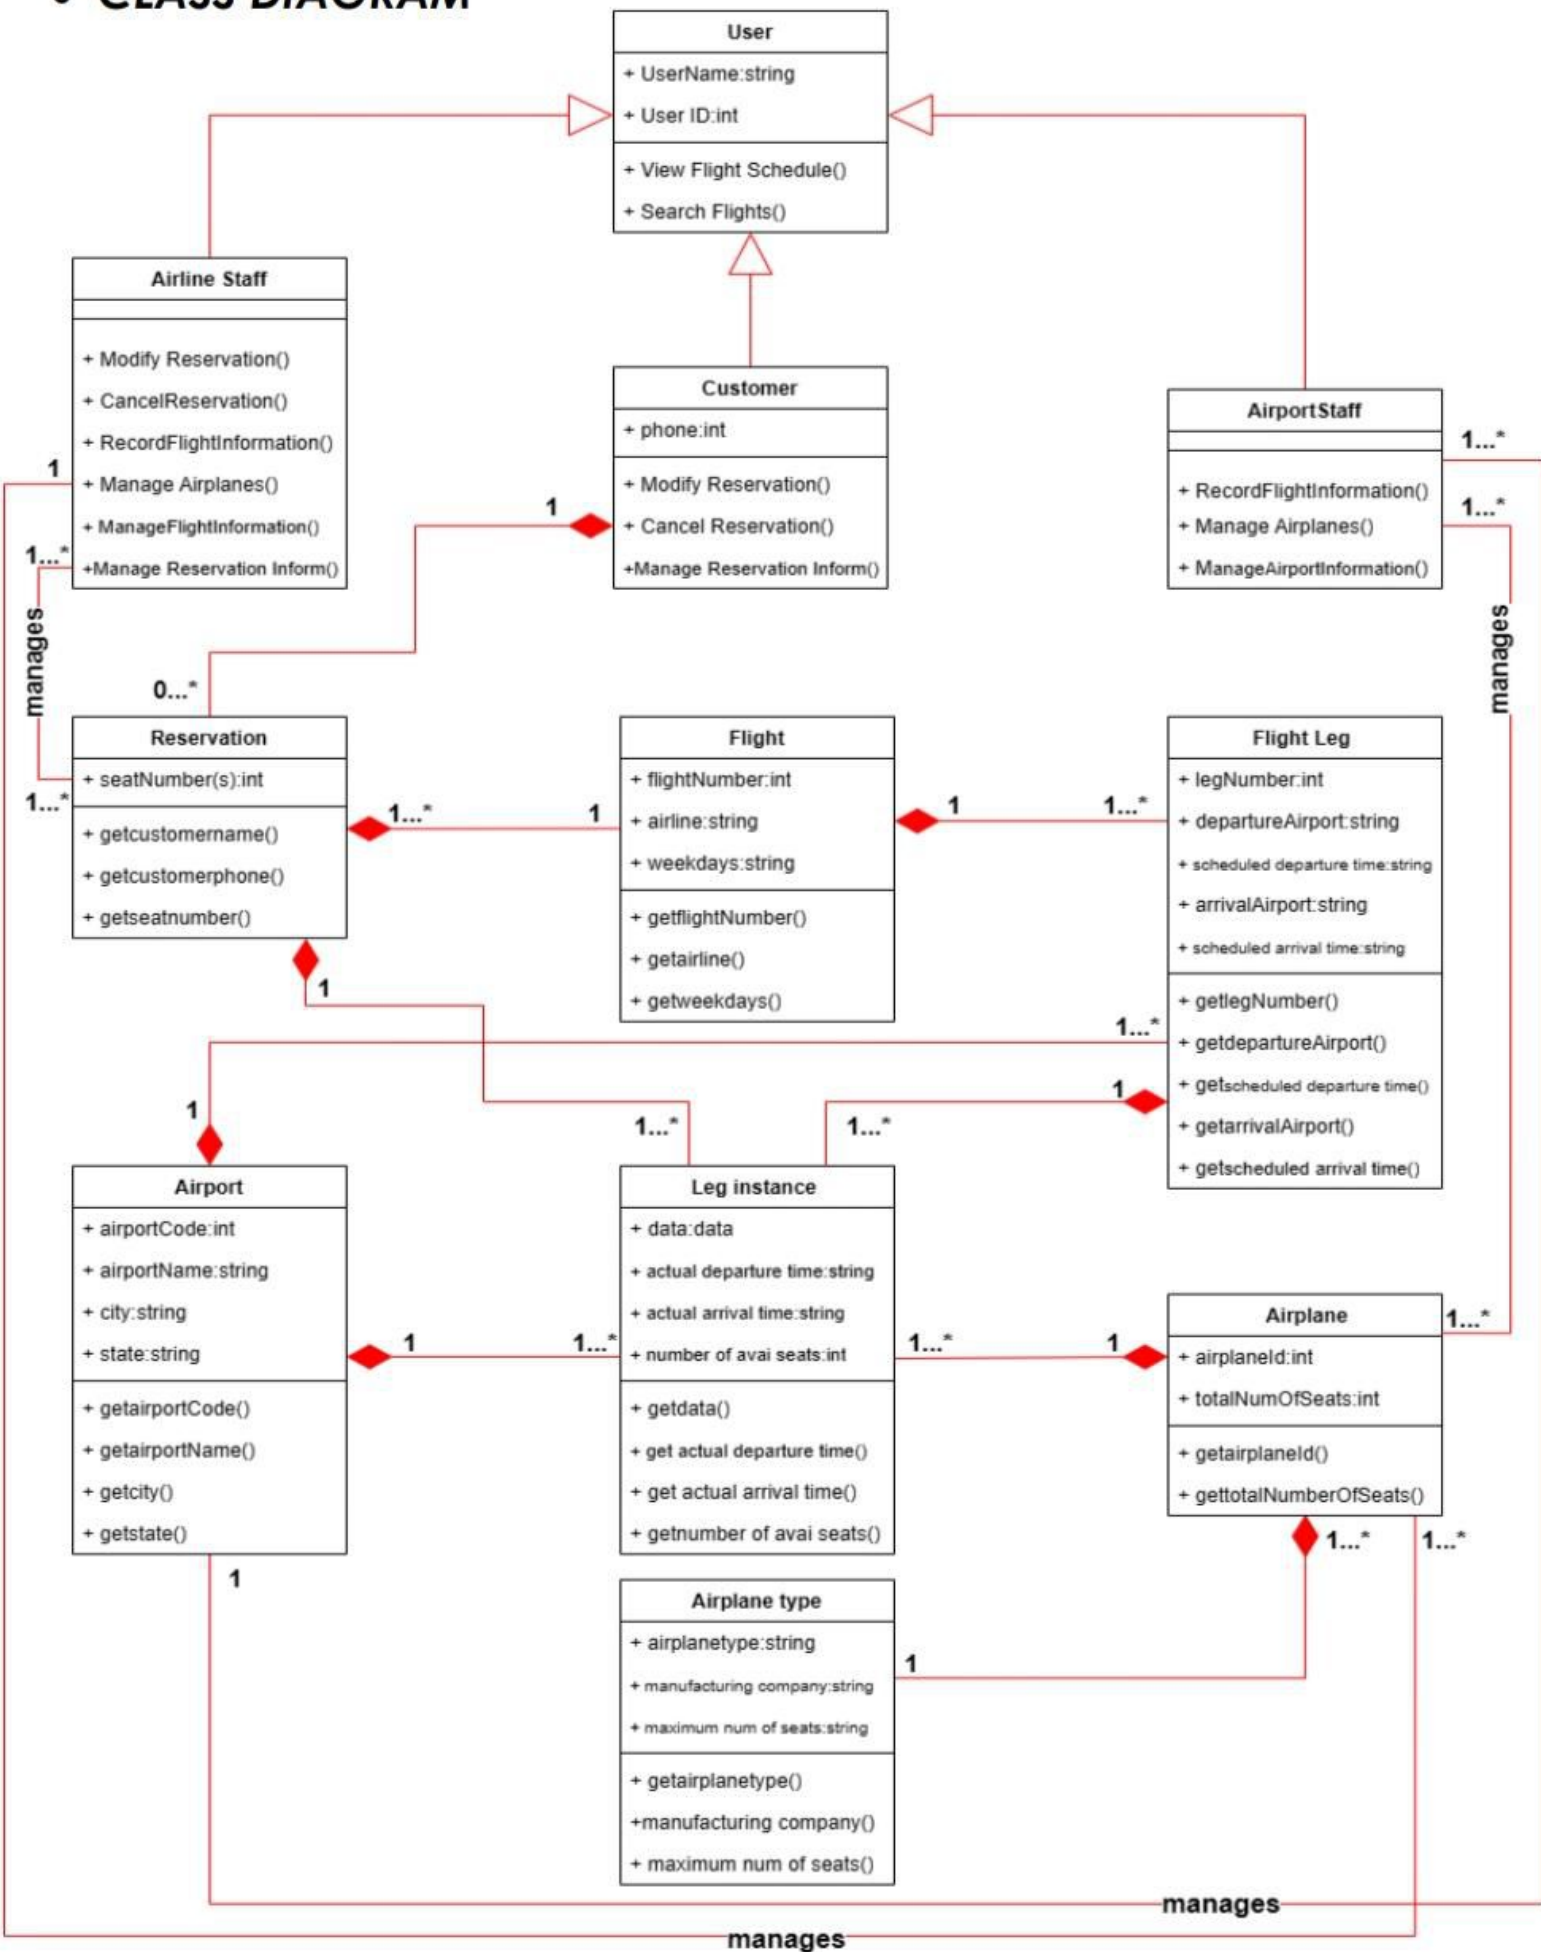 • CLASS DIAGRAM
User
+ UserName:string
+ User ID:int
+ View Flight Schedule()
+ Search Flights()
Airline Staff
+ Modify Reservation()
+ CancelReservation()
+ RecordFlightInformation()
+ Manage Airplanes()
+ ManageFlightInformation()
+Manage Reservation Inform()
1
1...*
manages
1...*
Customer
+ phone:int
+ Modify Reservation()
+ Cancel Reservation()
+Manage Reservation Inform()
1
0...*
AirportStaff
+ RecordFlightInformation()
+ Manage Airplanes()
+ ManageAirportInformation()
1...*
1...*
manages
Reservation
+ seatNumber(s):int
+ getcustomername()
+ getcustomerphone()
+ getseatnumber()
1...*
1
1
Flight
+ flightNumber:int
+ airline:string
+ weekdays:string
+ getflightNumber()
+ getairline()
+ getweekdays()
1
1...*
Flight Leg
+ legNumber:int
+ departureAirport:string
+ scheduled departure time:string
+ arrivalAirport:string
+ scheduled arrival time:string
+ getlegNumber()
+ getdepartureAirport()
+ getscheduled departure time()
+ getarrivalAirport()
+ getscheduled arrival time()
1...*
1
1
1...*
1...*
Airport
+ airportCode:int
+ airportName:string
+ city:string
+ state:string
+ getairportCode()
+ getairportName()
+ getcity()
+ getstate()
1
1...*
1
Leg instance
+ data:data
+ actual departure time:string
+ actual arrival time:string
+ number of avai seats:int
+ getdata()
+ get actual departure time()
+ get actual arrival time()
+ getnumber of avai seats()
1...*
1
Airplane
+ airplaneId:int
+ totalNumOfSeats:int
+ getairplaneId()
+ gettotalNumberOfSeats()
1...*
1...*
1...*
Airplane type
+ airplanetype:string
+ manufacturing company:string
+ maximum num of seats:string
+ getairplanetype()
+manufacturing company()
+ maximum num of seats()
1
manages
manages